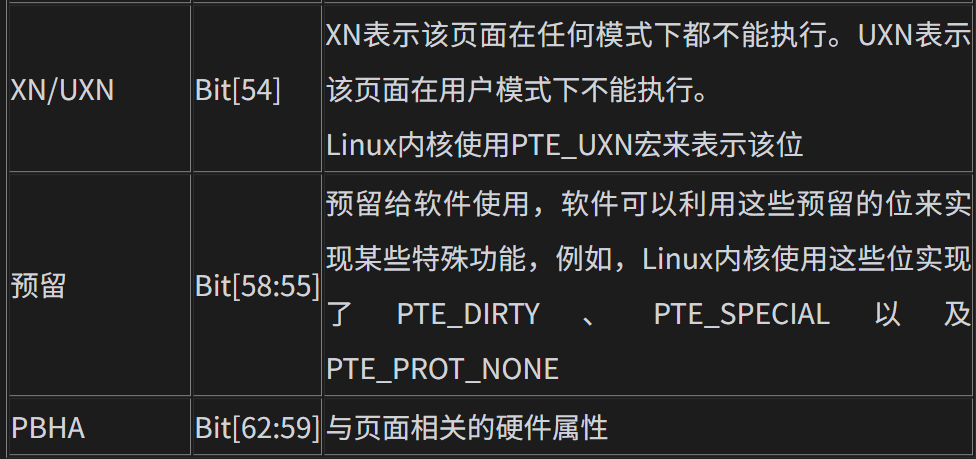 XN/UXN
Bit[54]
XN表示该页面在任何模式下都不能执行。UXN表示
该页面在用户模式下不能执行。
Linux内核使用PTE_UXN宏来表示该位
预留
Bit[58:55]
预留给软件使用，软件可以利用这些预留的位来实
现某些特殊功能，例如，Linux内核使用这些位实现
了 PTE_DIRTY 、 PTE_SPECIAL 以及
PTE_PROT_NONE
PBHA
Bit[62:59]
与页面相关的硬件属性